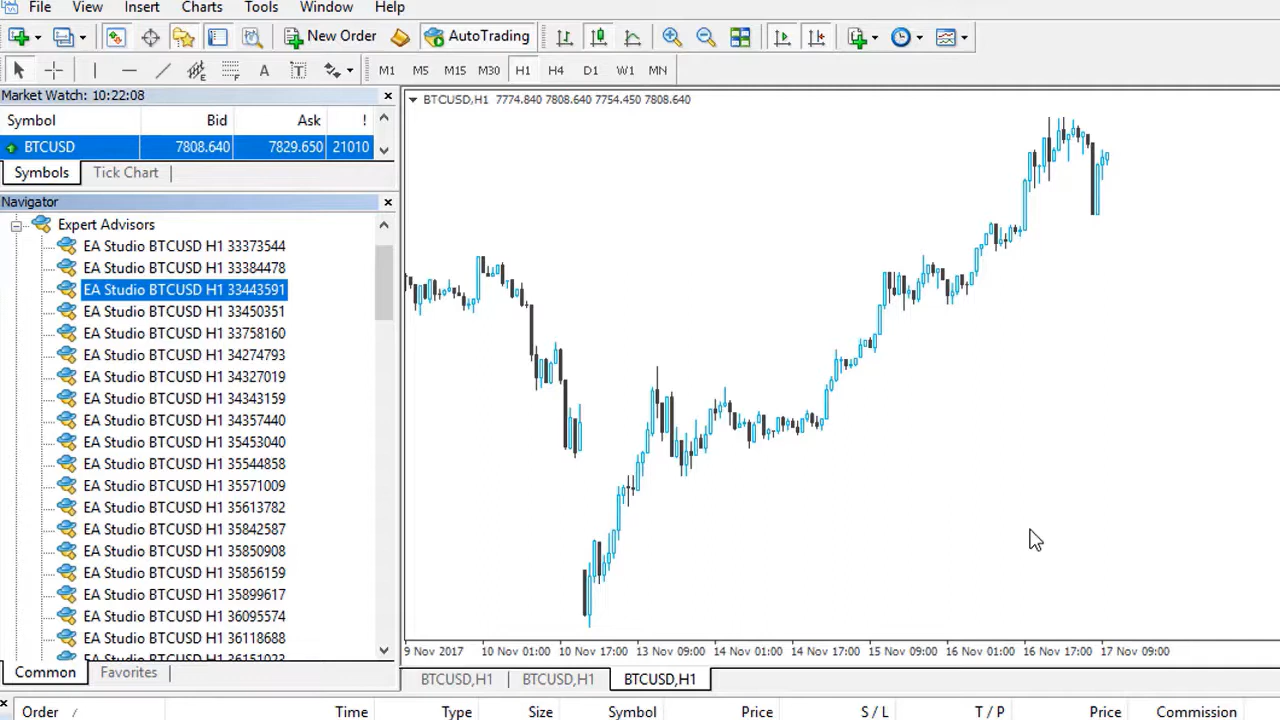 File View Insert Charts Tools Window Help
New Order AutoTrading
A T M1 M5 M15 M30 H1 H4 D1 W1 MN
Market Watch: 10:22:08
Symbol Bid Ask !
BTCUSD 7808.640 7829.650 21010
Symbols Tick Chart
Navigator
Expert Advisors
EA Studio BTCUSD H1 33373544
EA Studio BTCUSD H1 33384478
EA Studio BTCUSD H1 33443591
EA Studio BTCUSD H1 33450351
EA Studio BTCUSD H1 33758160
EA Studio BTCUSD H1 34274793
EA Studio BTCUSD H1 34327019
EA Studio BTCUSD H1 34343159
EA Studio BTCUSD H1 34357440
EA Studio BTCUSD H1 35453040
EA Studio BTCUSD H1 35544858
EA Studio BTCUSD H1 35571009
EA Studio BTCUSD H1 35613782
EA Studio BTCUSD H1 35842587
EA Studio BTCUSD H1 35850908
EA Studio BTCUSD H1 35856159
EA Studio BTCUSD H1 35899617
EA Studio BTCUSD H1 36095574
EA Studio BTCUSD H1 36118688
EA Studio BTCUSD H1 36151023
Common Favorites
BTCUSD,H1 7774.840 7808.640 7754.450 7808.640
9 Nov 2017 10 Nov 01:00 10 Nov 17:00 13 Nov 09:00 14 Nov 01:00 14 Nov 17:00 15 Nov 09:00 16 Nov 01:00 16 Nov 17:00 17 Nov 09:00
BTCUSD,H1 BTCUSD,H1 BTCUSD,H1
Order / Time Type Size Symbol Price S / L T / P Price Commission